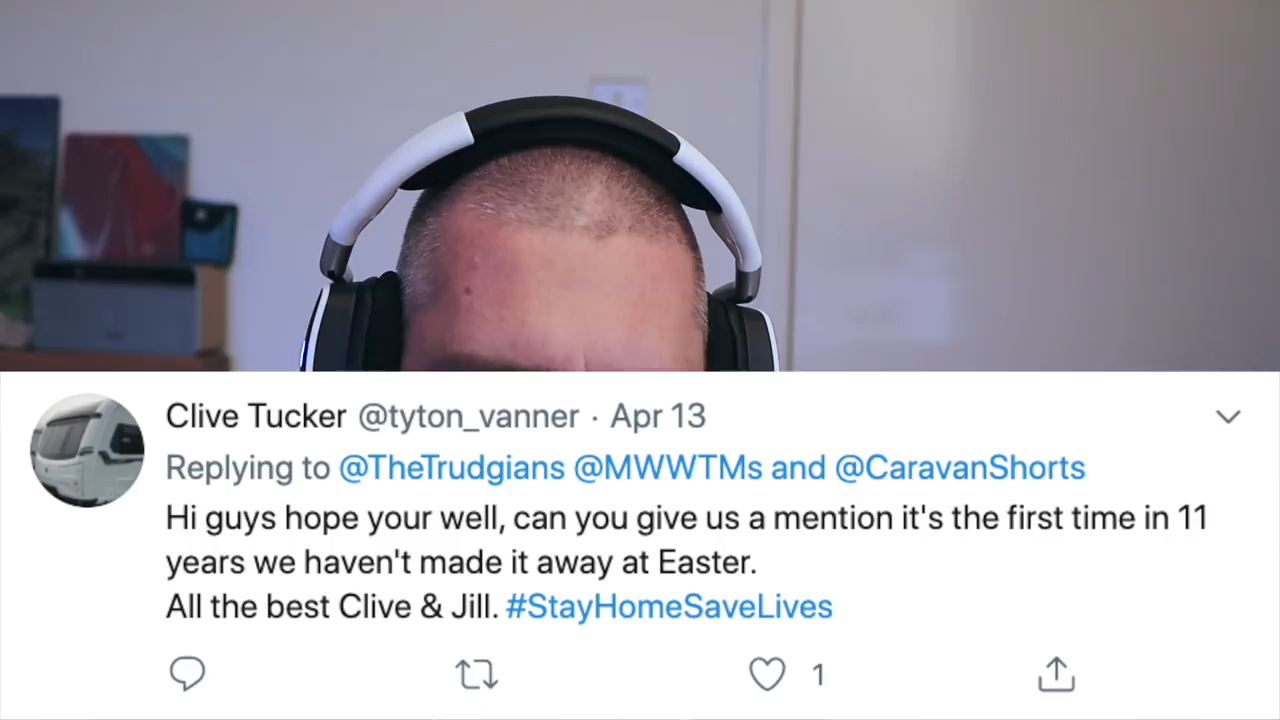 Clive Tucker @tyton_vanner · Apr 13
Replying to @TheTrudgians @MWWTMs and @CaravanShorts
Hi guys hope your well, can you give us a mention it's the first time in 11
years we haven't made it away at Easter.
All the best Clive & Jill. #StayHomeSaveLives
1